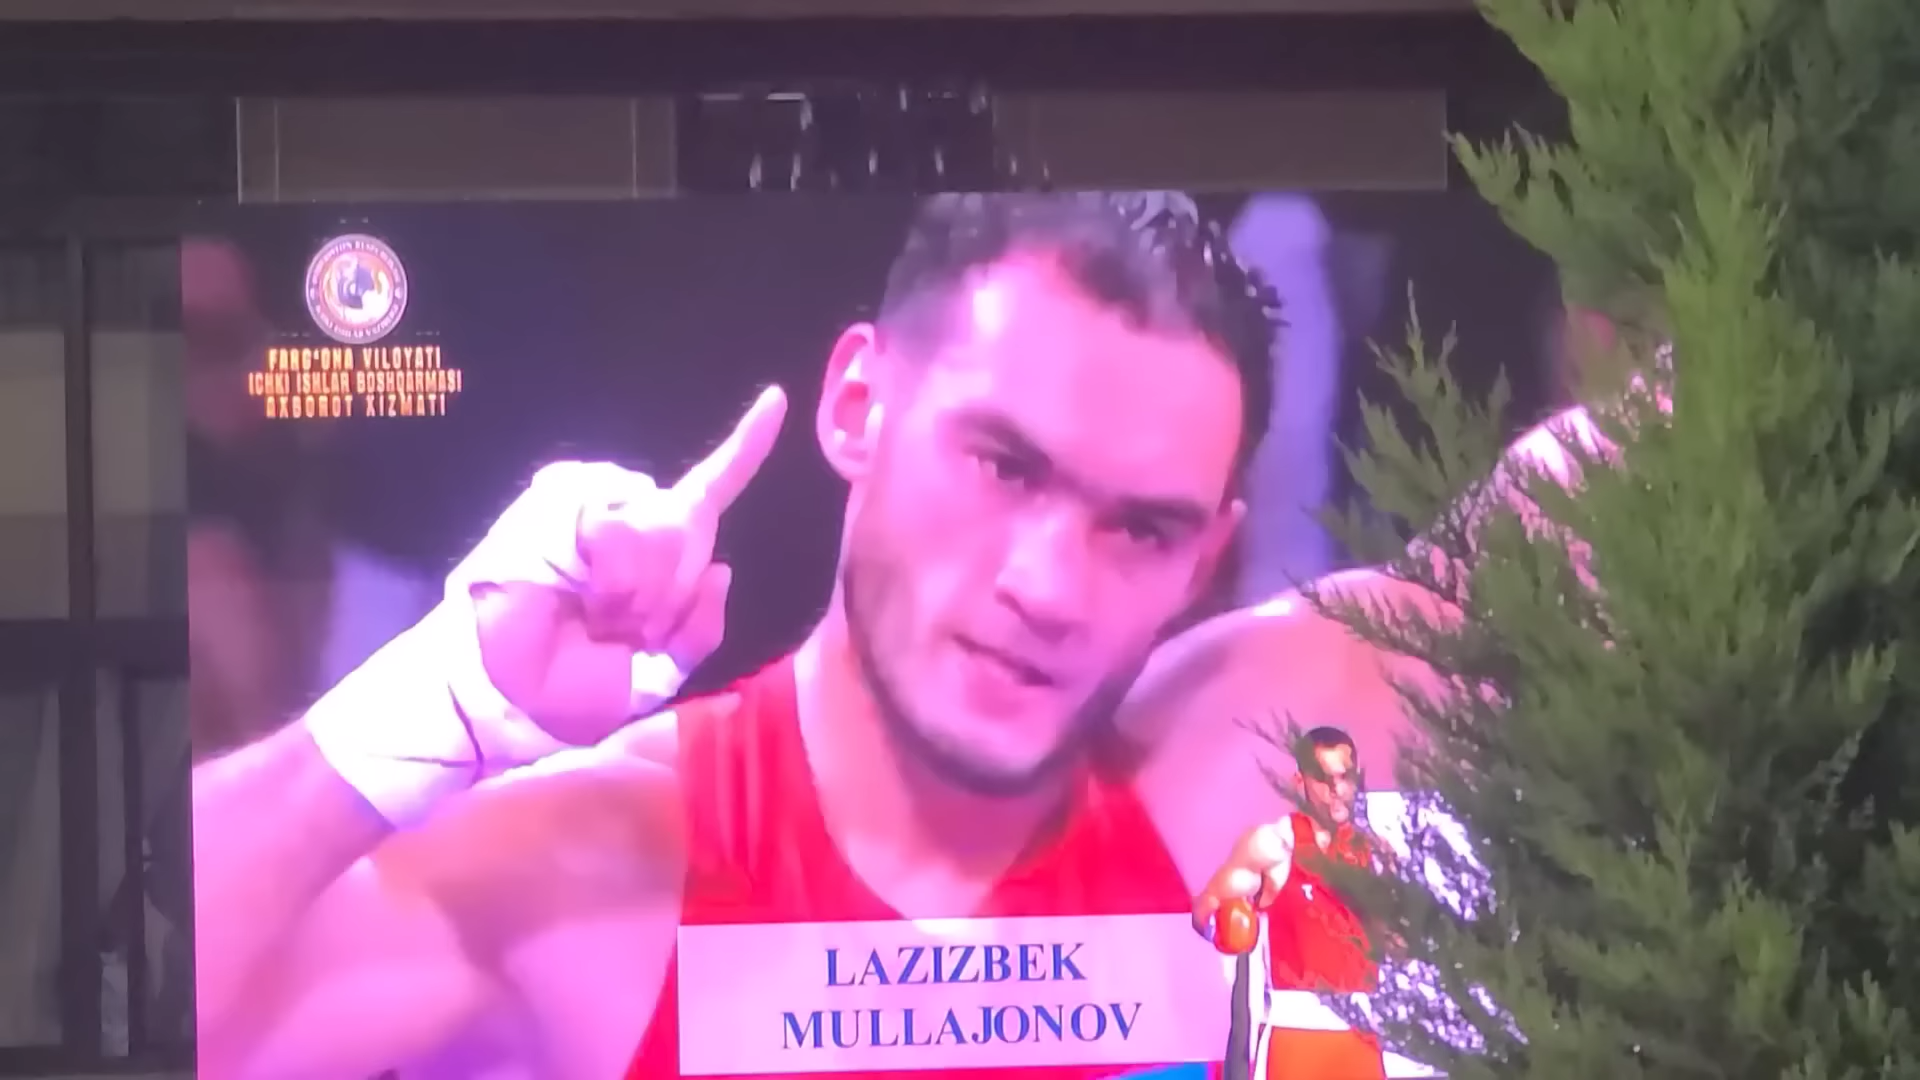 FARG‘ONA VILOYATI
ICHKI ISHLAR BOSHQARMASI
AXBOROT XIZMATI
LAZIZBEK
MULLAJONOV